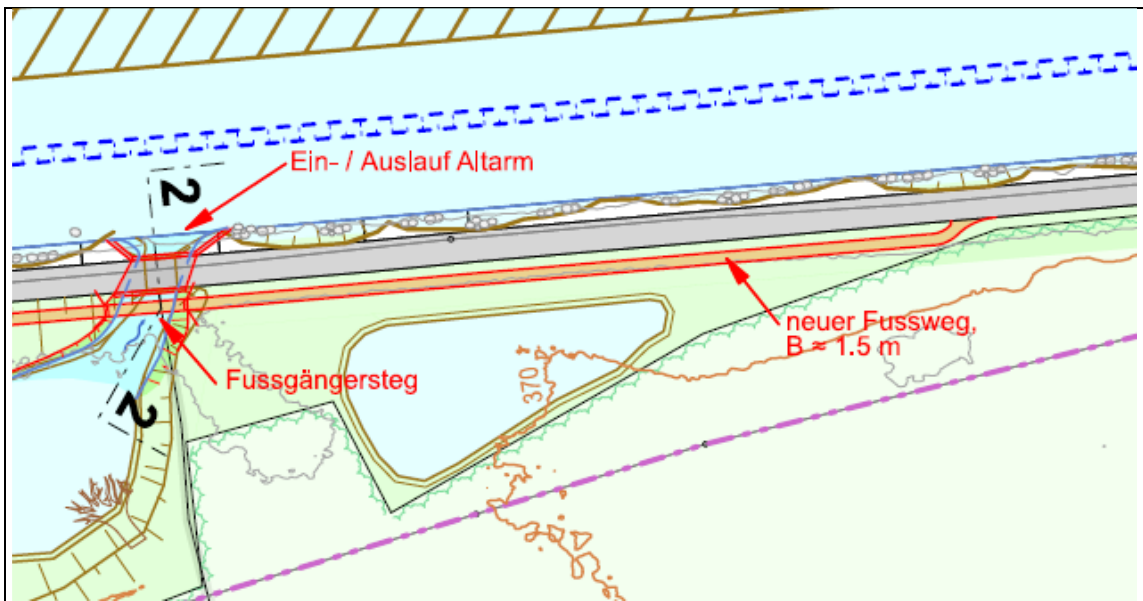 Ein- / Auslauf Altarm
2
neuer Fussweg,
B ≈ 1.5 m
370
Fussgängersteg
2